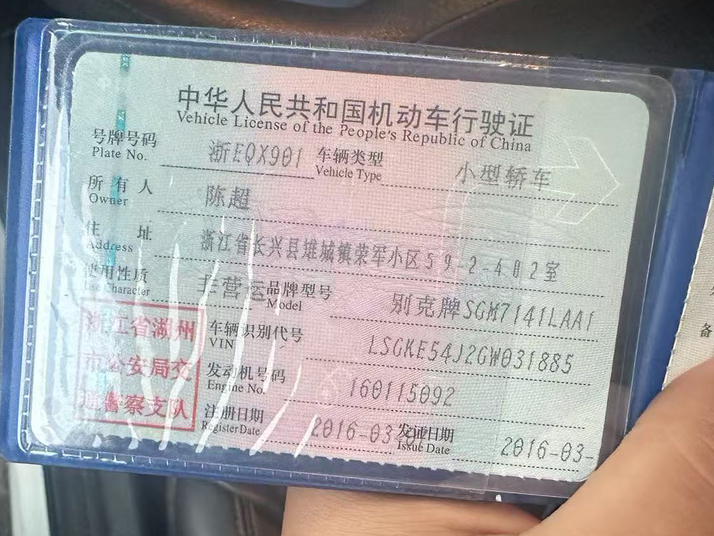 中华人民共和国机动车行驶证
Vehicle License of the People's Republic of China
号牌号码 浙EQX901 车辆类型 小型轿车
Plate No. Vehicle Type
所有人 陈超
Owner
住址 浙江省长兴县雉城镇荣军小区59-2-402室
Address
使用性质 营运 品牌型号 别克牌SGM7141LAA1
Use Character Model
浙江省湖州
市公安局交
通警察支队
车辆识别代号 LSGKE54J2GW031885
VIN
发动机号码 160115092
Engine No.
注册日期 2016-03 发证日期 2016-03-
Register Date Issue Date